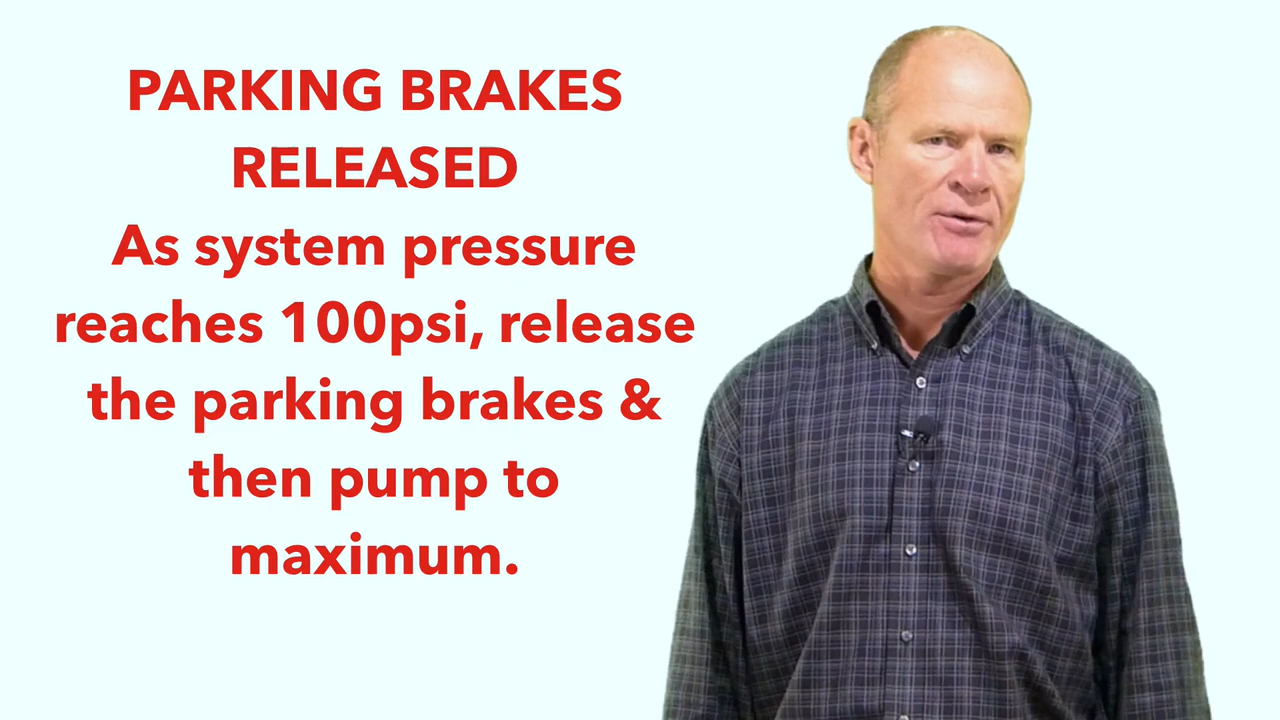 PARKING BRAKES
RELEASED
As system pressure
reaches 100psi, release
the parking brakes &
then pump to
maximum.